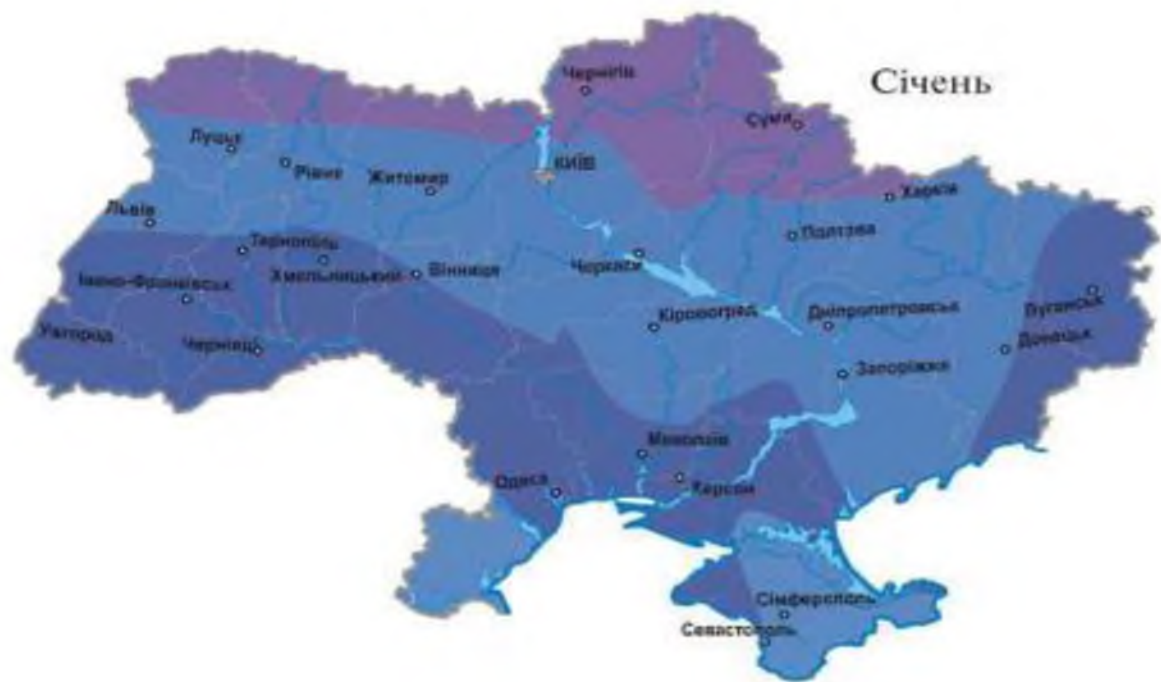 Січень
Чернігів
Суми
Луцьк
Рівне
Житомир
КИЇВ
Харків
Львів
Полтава
Тернопіль
Хмельницький
Вінниця
Черкаси
Івано-Франківськ
Луганськ
Кіровоград
Дніпропетровськ
Ужгород
Чернівці
Донецьк
Запоріжжя
Миколаїв
Одеса
Херсон
Сімферополь
Севастополь